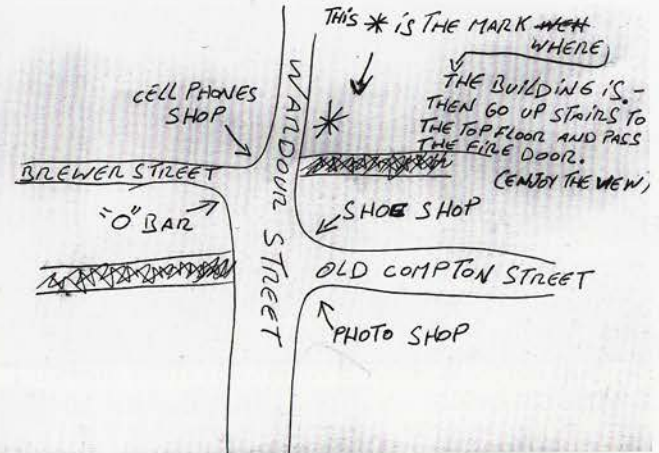 THIS * IS THE MARK
WHERE
THE BUILDING IS.-
THEN GO UP STAIRS TO
THE TOP FLOOR AND PASS
THE FIRE DOOR.
(ENJOY THE VIEW)
CELL PHONES
SHOP
WARDOUR STREET
BREWER STREET
"O" BAR
SHOE SHOP
OLD COMPTON STREET
PHOTO SHOP